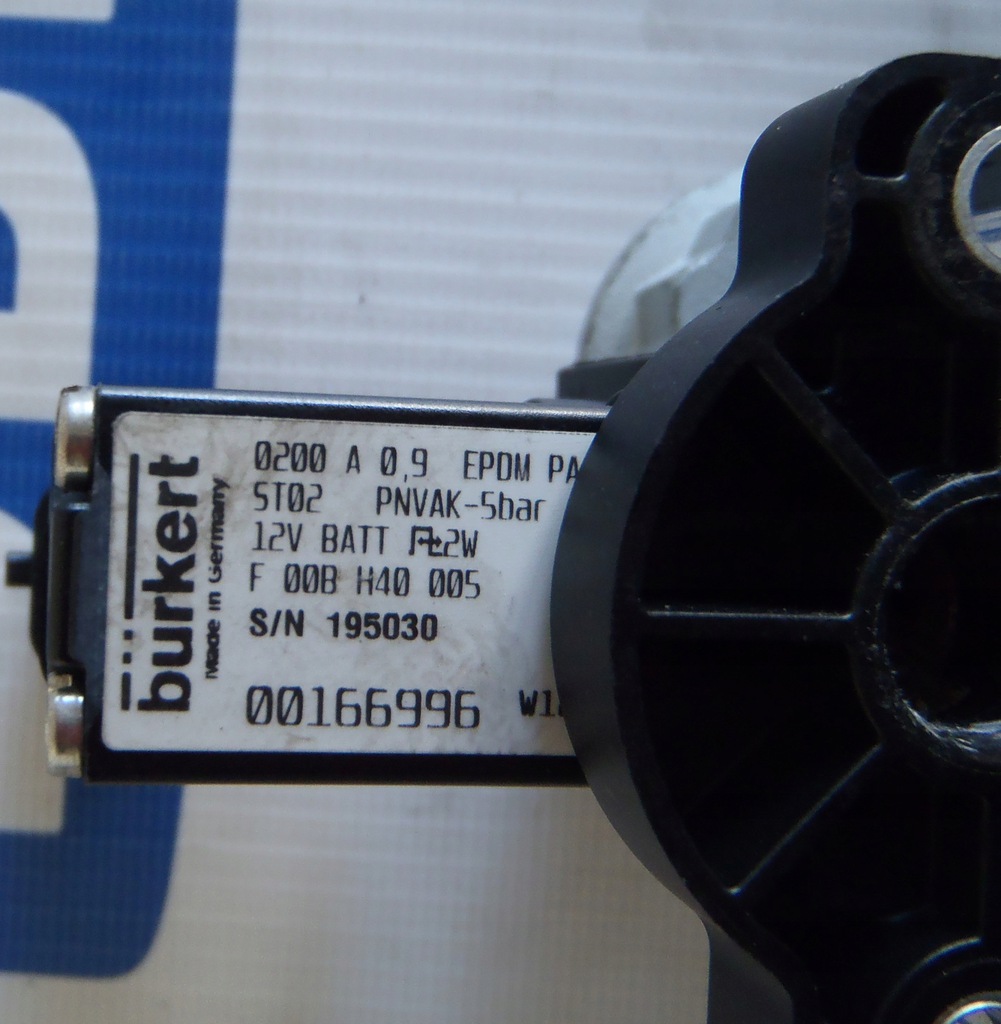 bürkert
Made in Germany
0200 A 0,9 EPDM PA
ST02 PNVAK-5bar
12V BATT 2W
F 00B H40 005
S/N 195030
00166996